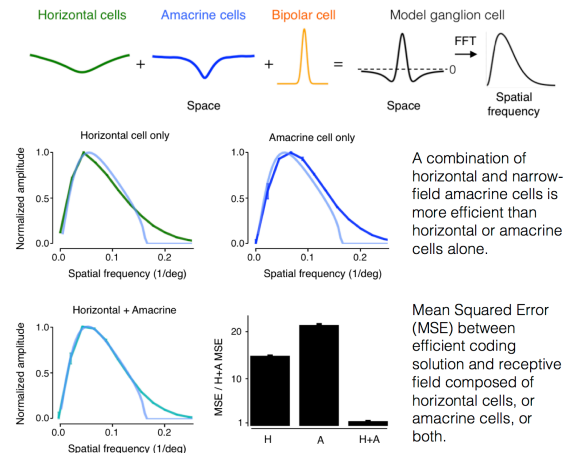 Horizontal cells
Amacrine cells
Bipolar cell
Model ganglion cell
+
+
=
0
FFT
Space
Space
Spatial
frequency
Horizontal cell only
Normalized amplitude
1.0
0.5
0.0
0
0.1
0.2
Spatial frequency (1/deg)
Amacrine cell only
1.0
0.5
0.0
0
0.1
0.2
Spatial frequency (1/deg)
A combination of
horizontal and narrow-
field amacrine cells is
more efficient than
horizontal or amacrine
cells alone.
Horizontal + Amacrine
Normalized amplitude
1.0
0.5
0.0
0.0
0.1
0.2
Spatial frequency (1/deg)
MSE / H+A MSE
20
10
1
H
A
H+A
Mean Squared Error
(MSE) between
efficient coding
solution and receptive
field composed of
horizontal cells, or
amacrine cells, or
both.